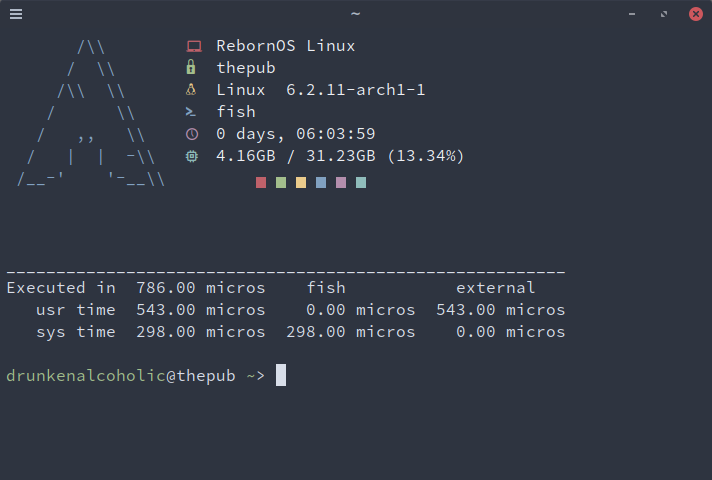 ~
/\\ RebornOS Linux
/ \\ thepub
/\\ \\ Linux 6.2.11-arch1-1
/ \\ fish
/ ,, \\ 0 days, 06:03:59
/ | | -\\ 4.16GB / 31.23GB (13.34%)
/__-' '-__\\
________________________________________________________
Executed in 786.00 micros fish external
usr time 543.00 micros 0.00 micros 543.00 micros
sys time 298.00 micros 298.00 micros 0.00 micros
drunkenalcoholic@thepub ~>